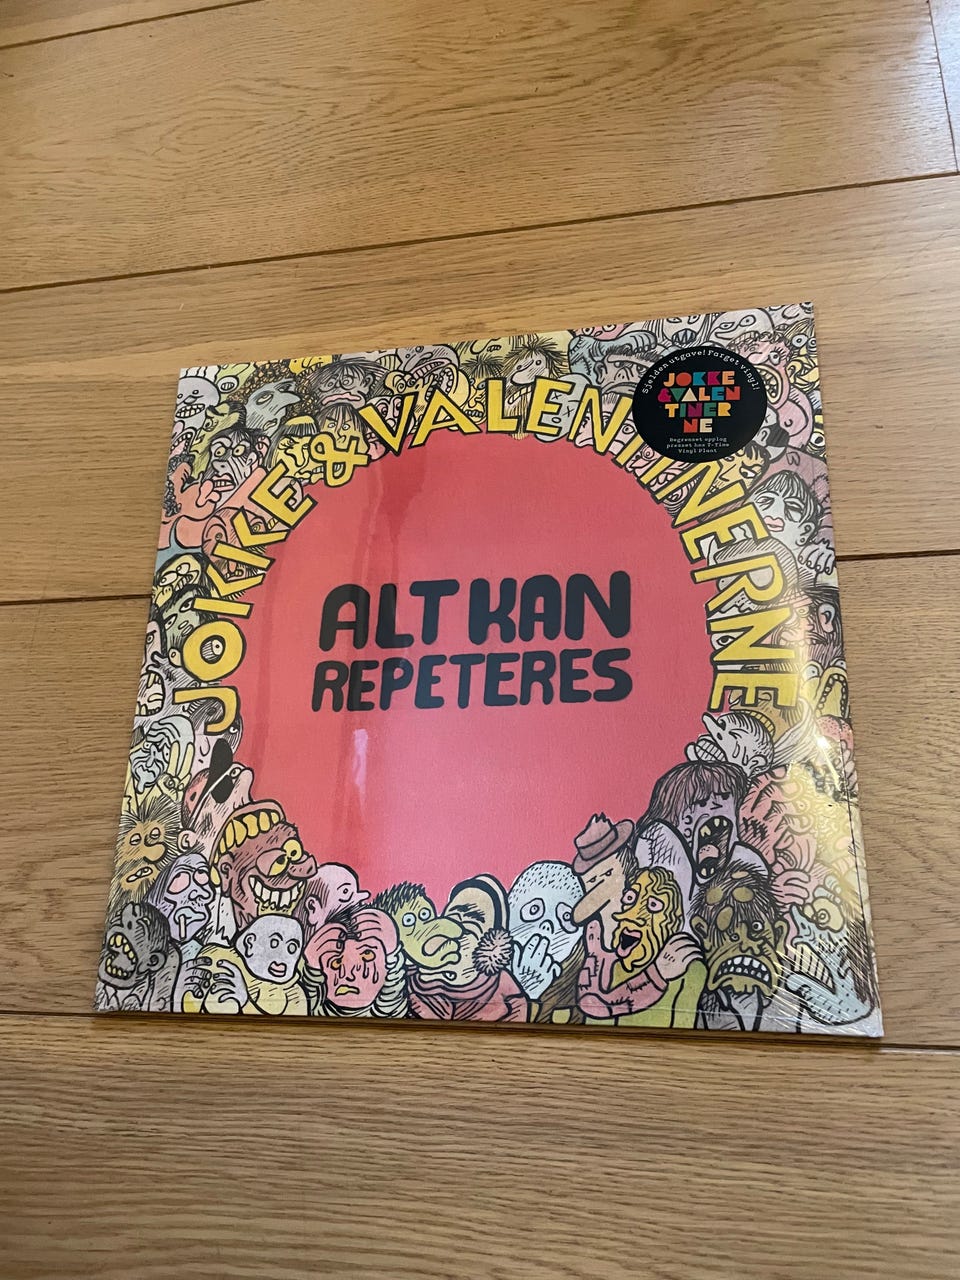 JOKKE & VALENTINERNE
Sjelden utgave! Farget vinyl!
JOKKE
&VALEN
TINER
NE
Begrenset opplag
presset hos T-Time
Vinyl Plant
ALT KAN
REPETERES